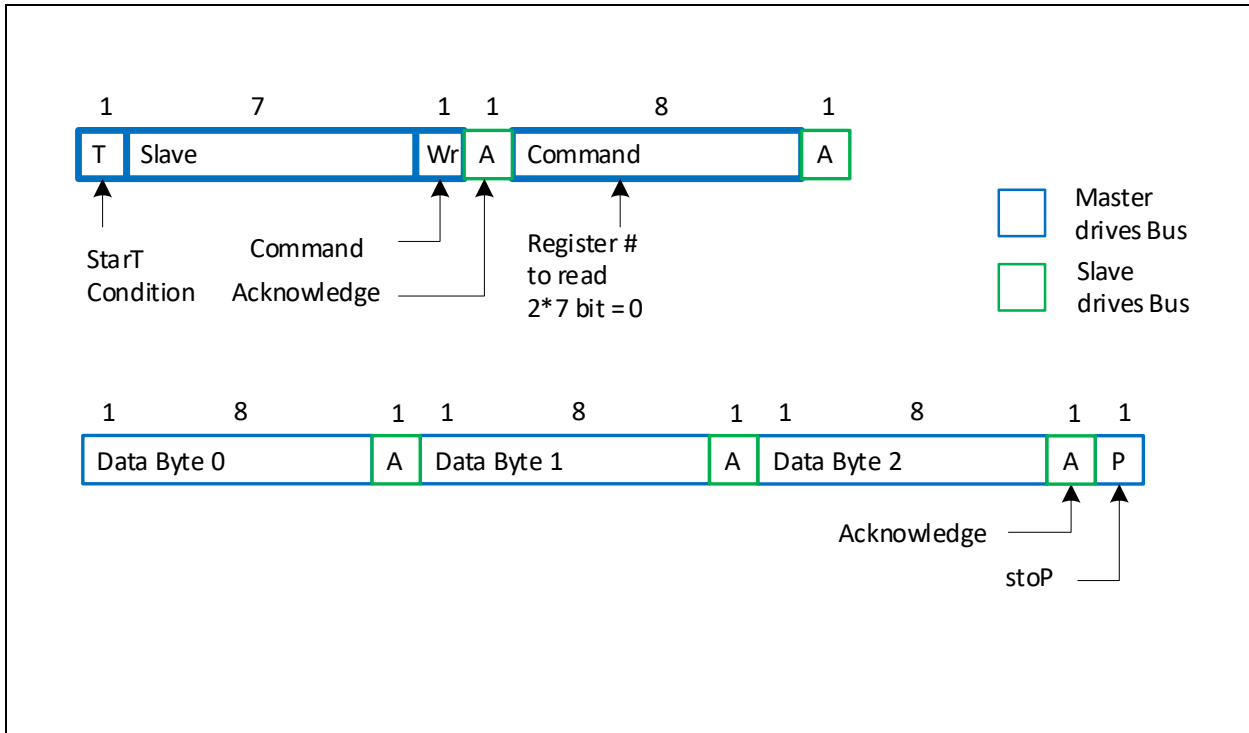 1 7 1 1 8 1
T Slave Wr A Command A
StarT
Condition
Command
Acknowledge
Register #
to read
2*7 bit = 0
Master
drives Bus
Slave
drives Bus
1 8 1 1 8 1 1 8 1 1
Data Byte 0 A Data Byte 1 A Data Byte 2 A P
Acknowledge
stoP